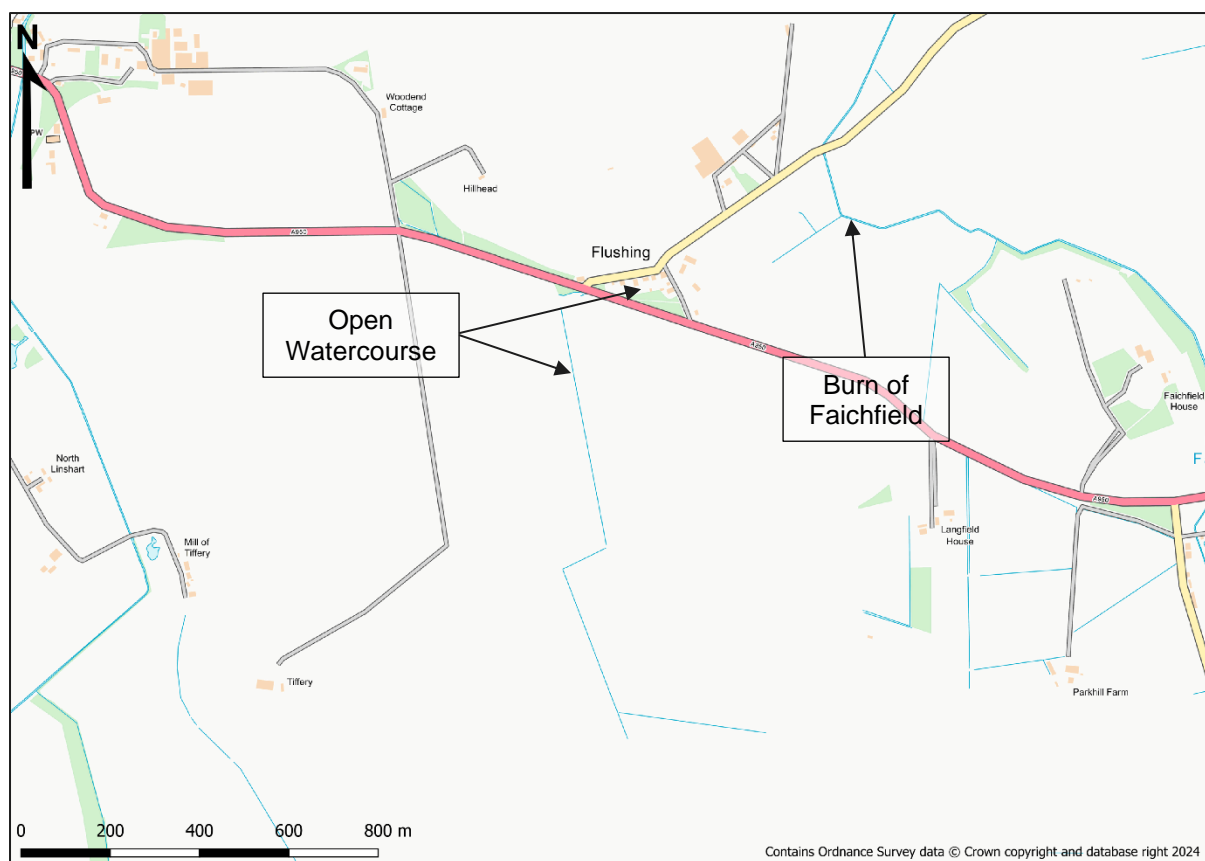 N
PW
Woodend
Cottage
Hillhead
A950
Flushing
Open
Watercourse
A950
Burn of
Faichfield
Faichfield
House
North
Linshart
Mill of
Tiffery
A950
Langfield
House
F
Tiffery
Parkhill Farm
0 200 400 600 800 m
Contains Ordnance Survey data © Crown copyright and database right 2024